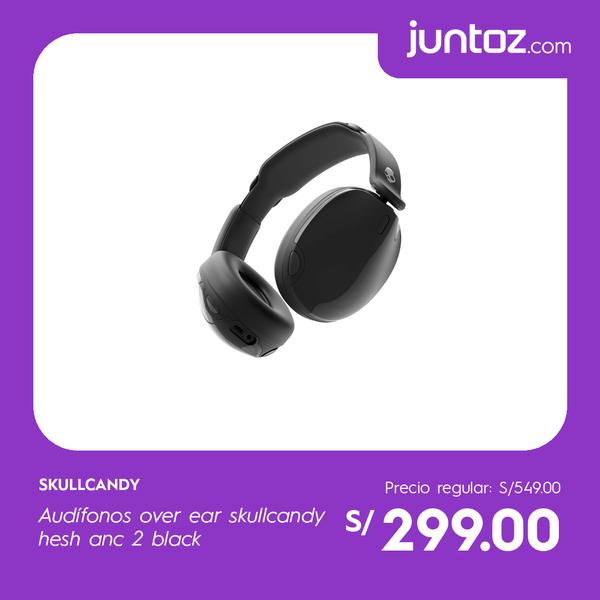 juntoz.com
SKULLCANDY
Audífonos over ear skullcandy
hesh anc 2 black
Precio regular: S/549.00
S/299.00